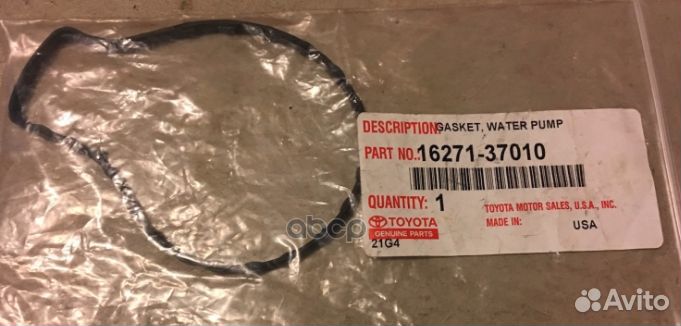 DESCRIPTION: GASKET, WATER PUMP
PART NO.: 16271-37010
QUANTITY: 1
TOYOTA
GENUINE PARTS
21G4
TOYOTA MOTOR SALES, U.S.A., INC.
MADE IN: USA
abcp
Avito